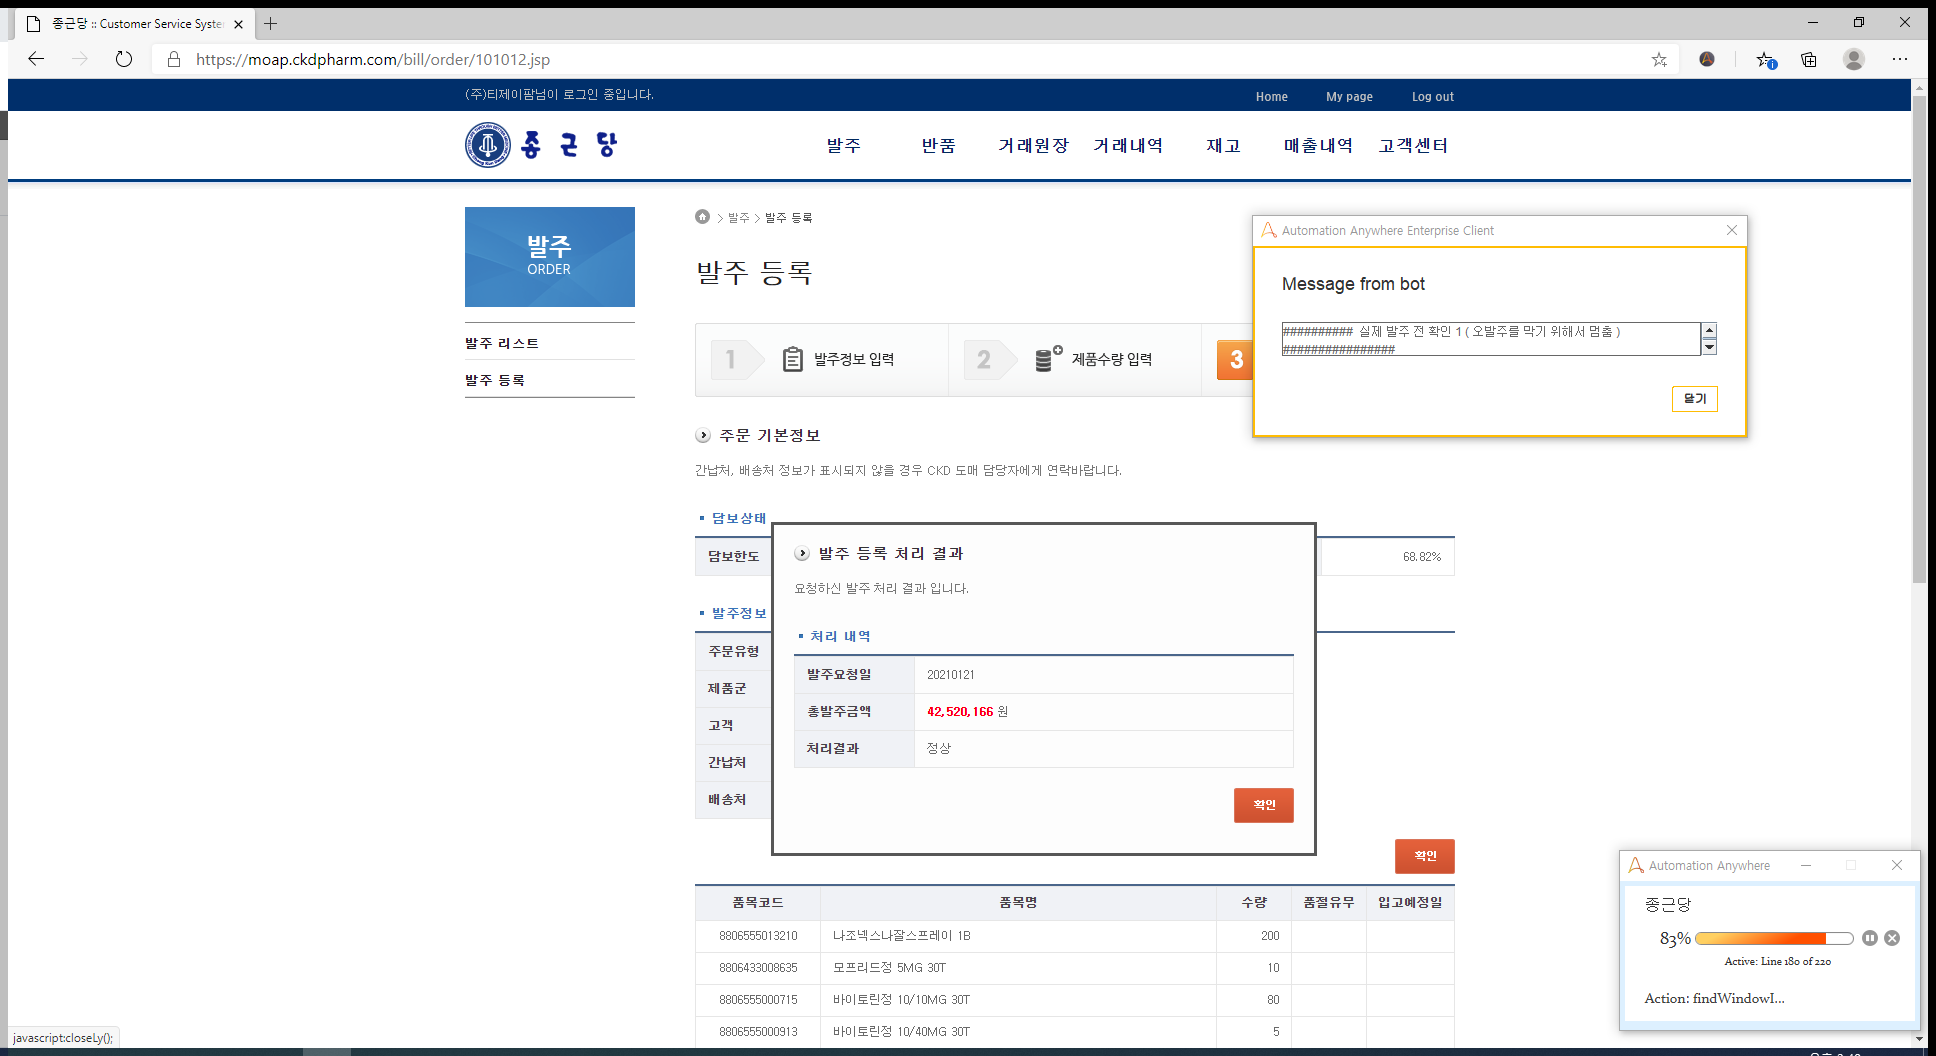 종근당 :: Customer Service Syste
https://moap.ckdpharm.com/bill/order/101012.jsp
(주)티제이팜님이 로그인 중입니다.
Home My page Log out
종근당
발주 반품 거래원장 거래내역 재고 매출내역 고객센터
발주
ORDER
발주 리스트
발주 등록
> 발주 > 발주 등록
발주 등록
1 발주정보 입력
2 제품수량 입력
3
주문 기본정보
간납처, 배송처 정보가 표시되지 않을 경우 CKD 도매 담당자에게 연락바랍니다.
담보상태
담보한도 68.82%
발주정보
주문유형
제품군
고객
간납처
배송처
확인
발주 등록 처리 결과
요청하신 발주 처리 결과 입니다.
처리 내역
발주요청일 20210121
총발주금액 42,520,166 원
처리결과 정상
확인
품목코드 품목명 수량 품절유무 입고예정일
8806555013210 나조넥스나잘스프레이 1B 200
8806433008635 모프리드정 5MG 30T 10
8806555000715 바이토린정 10/10MG 30T 80
8806555000913 바이토린정 10/40MG 30T 5
Automation Anywhere Enterprise Client
Message from bot
########## 실제 발주 전 확인 1 ( 오발주를 막기 위해서 멈춤 )
################
닫기
Automation Anywhere
종근당
83%
Active: Line 180 of 220
Action: findWindowI...
javascript:closeLy();